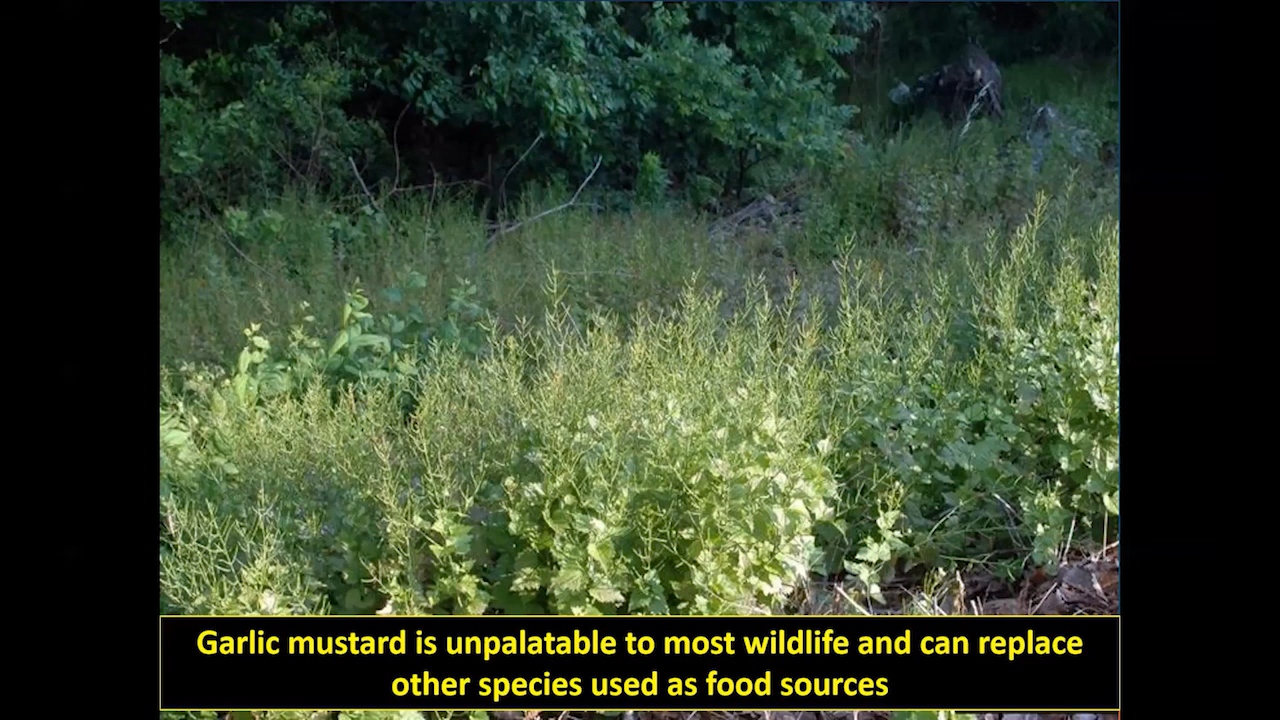 Garlic mustard is unpalatable to most wildlife and can replace
other species used as food sources